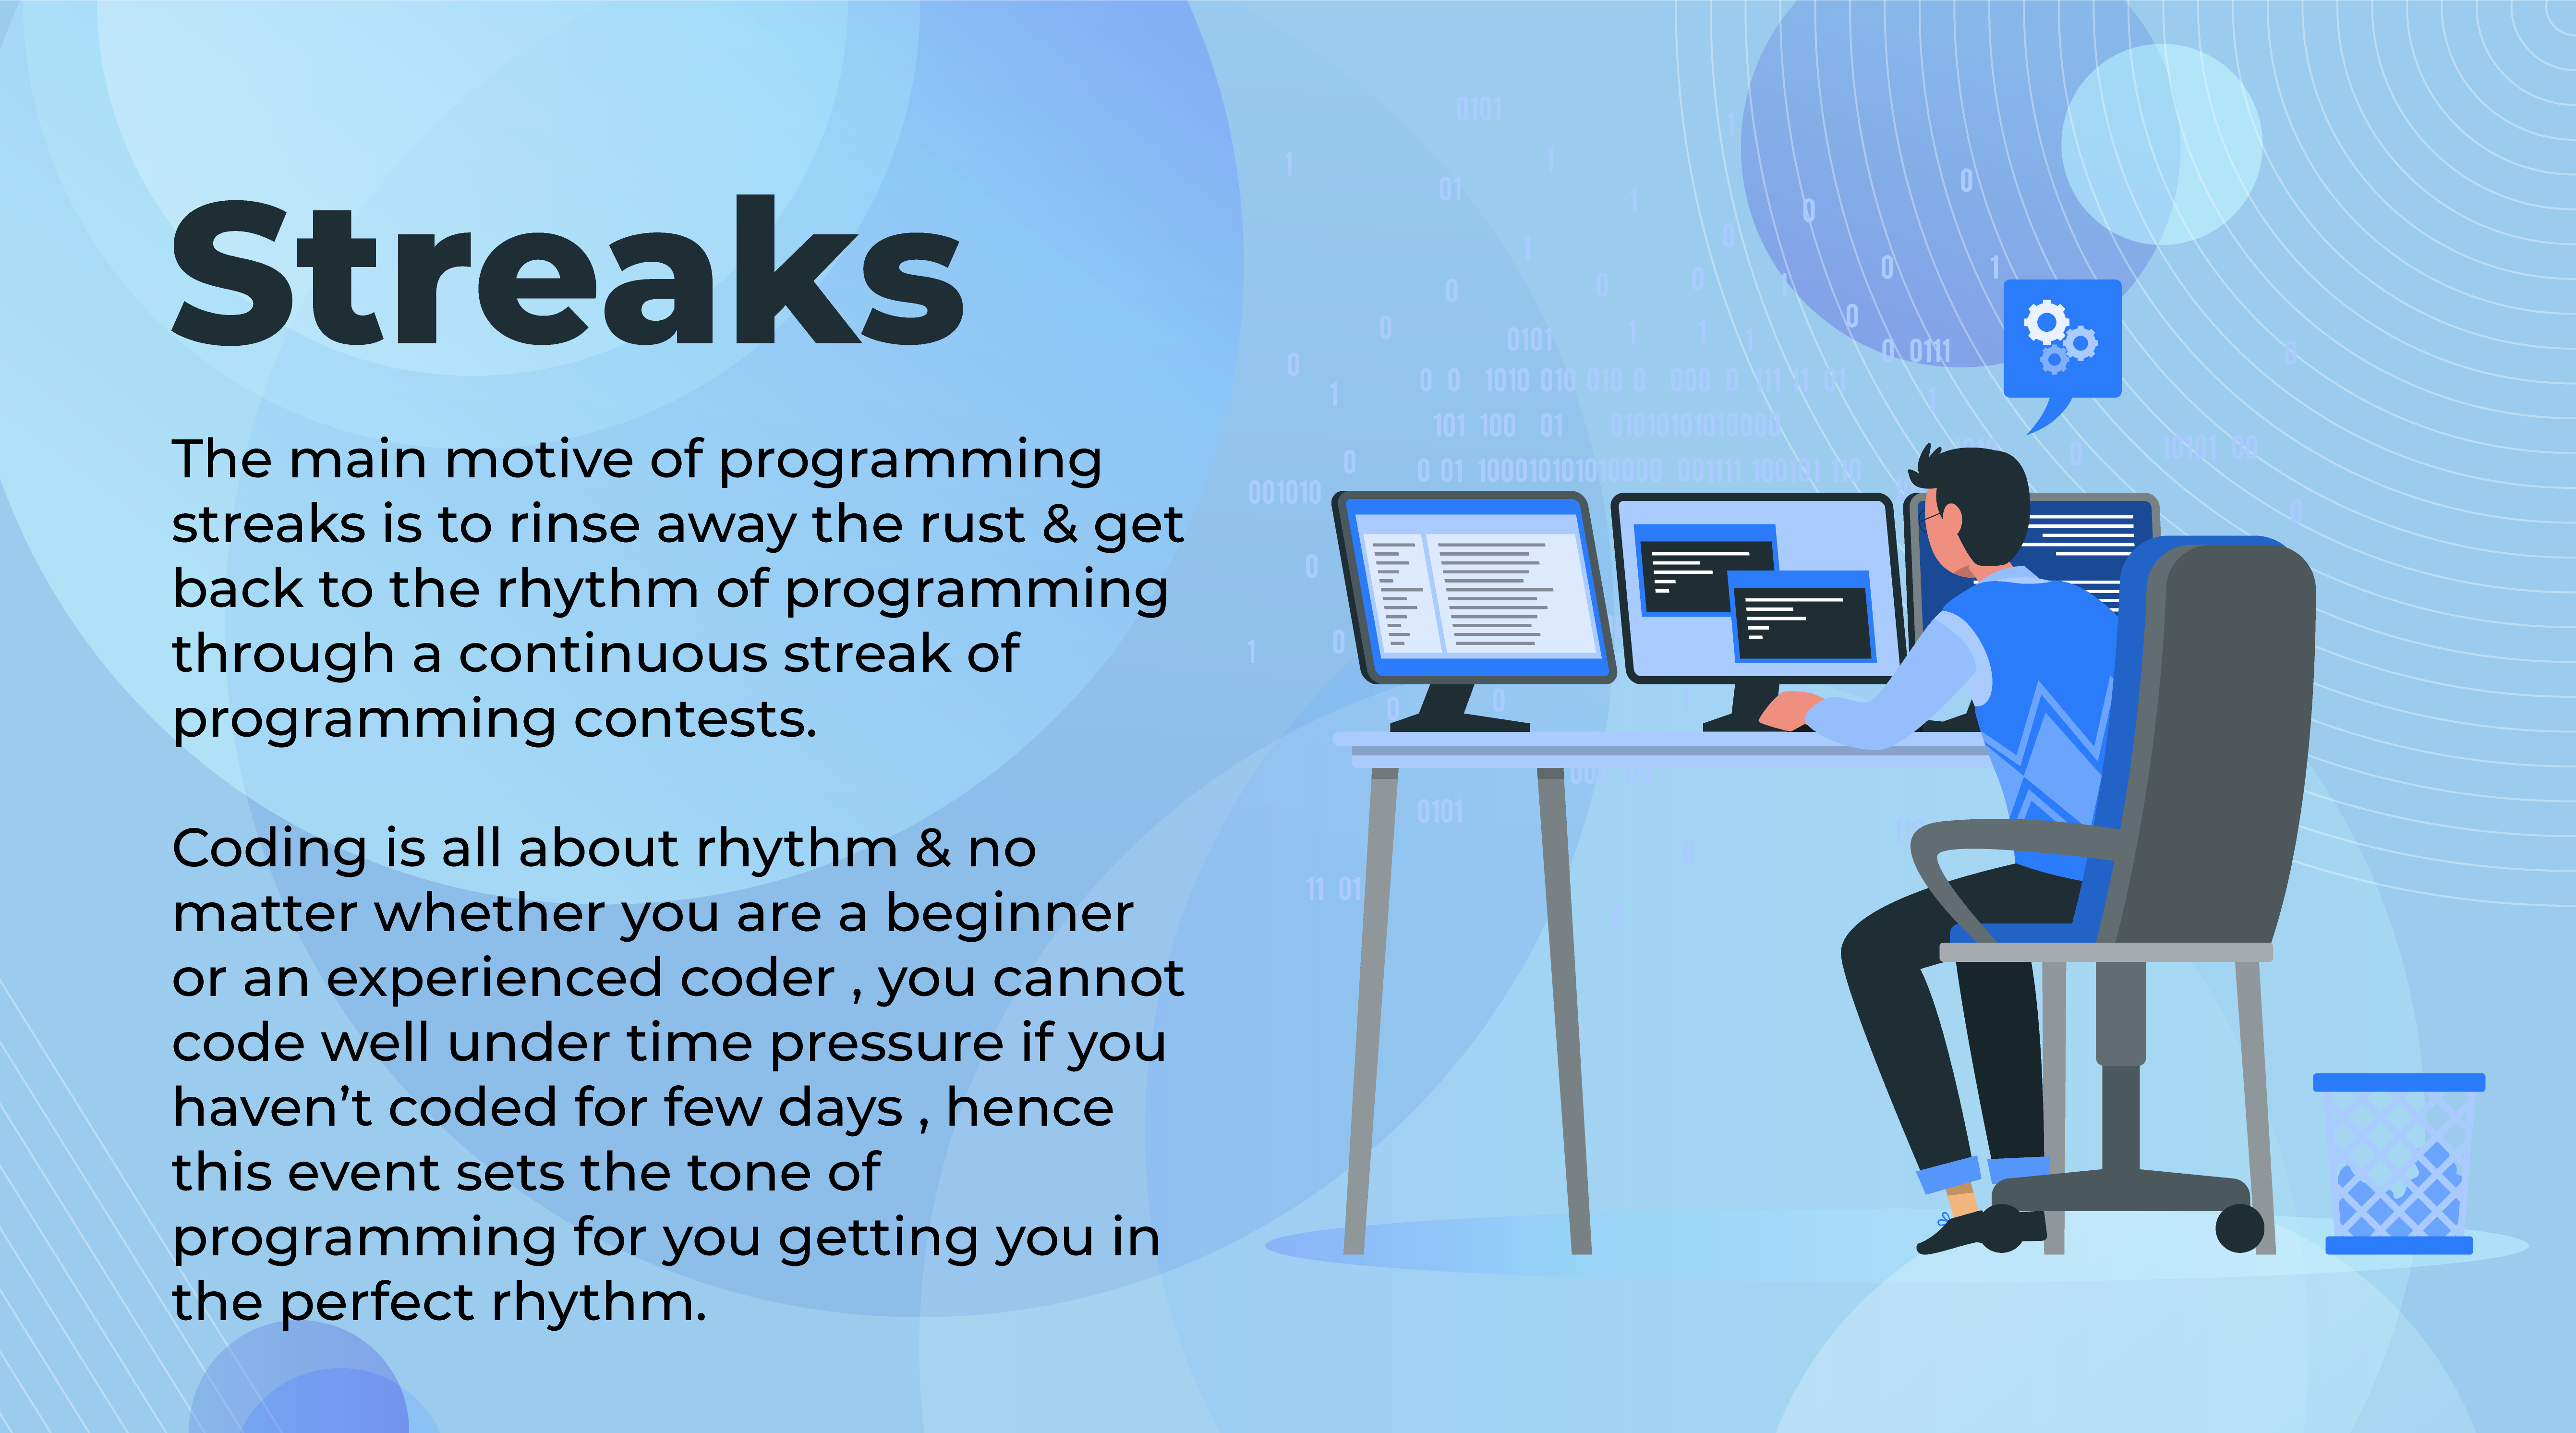 Streaks
The main motive of programming
streaks is to rinse away the rust & get
back to the rhythm of programming
through a continuous streak of
programming contests.
Coding is all about rhythm & no
matter whether you are a beginner
or an experienced coder , you cannot
code well under time pressure if you
haven’t coded for few days , hence
this event sets the tone of
programming for you getting you in
the perfect rhythm.